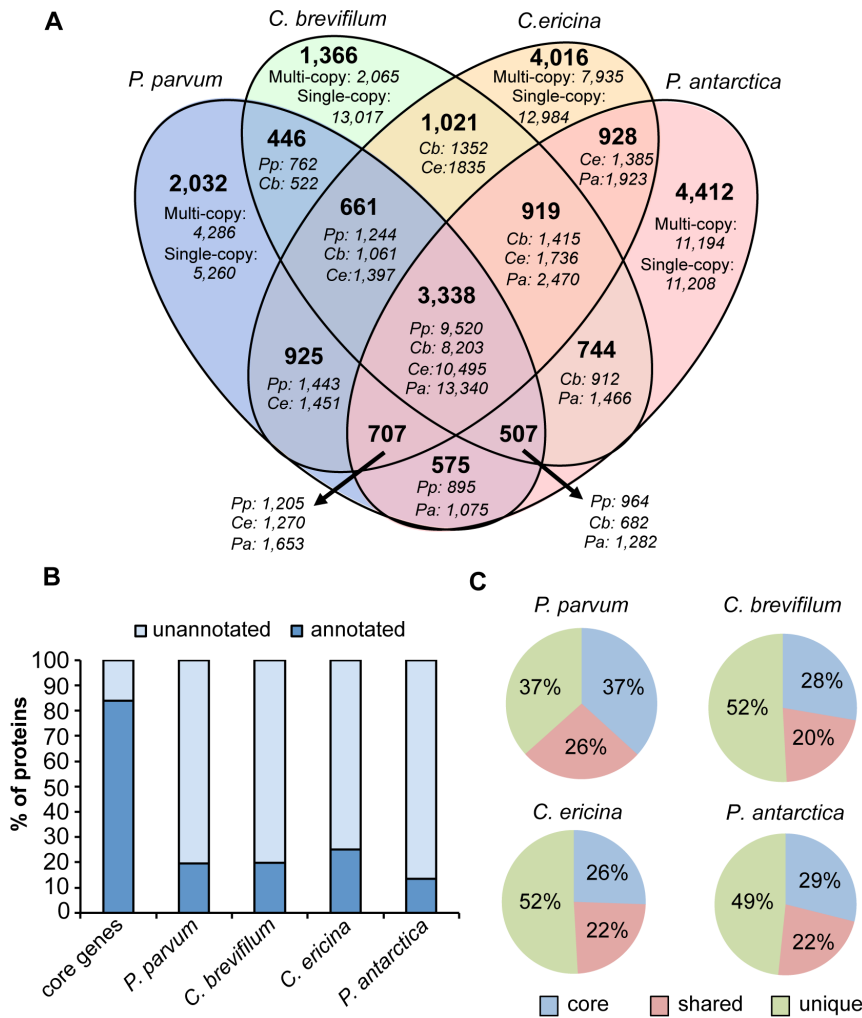 A
C. brevifilum
C.ericina
P. parvum
P. antarctica
1,366
Multi-copy: 2,065
Single-copy:
13,017
4,016
Multi-copy: 7,935
Single-copy:
12,984
446
Pp: 762
Cb: 522
1,021
Cb: 1352
Ce:1835
928
Ce: 1,385
Pa:1,923
2,032
Multi-copy:
4,286
Single-copy:
5,260
661
Pp: 1,244
Cb: 1,061
Ce:1,397
919
Cb: 1,415
Ce: 1,736
Pa: 2,470
4,412
Multi-copy:
11,194
Single-copy:
11,208
3,338
Pp: 9,520
Cb: 8,203
Ce:10,495
Pa: 13,340
925
Pp: 1,443
Ce: 1,451
744
Cb: 912
Pa: 1,466
707
507
575
Pp: 895
Pa: 1,075
Pp: 1,205
Ce: 1,270
Pa: 1,653
Pp: 964
Cb: 682
Pa: 1,282
B
unannotated
annotated
% of proteins
100
90
80
70
60
50
40
30
20
10
0
core genes
P. parvum
C. brevifilum
C. ericina
P. antarctica
C
P. parvum
37%
37%
26%
C. brevifilum
28%
52%
20%
C. ericina
26%
52%
22%
P. antarctica
29%
49%
22%
core
shared
unique